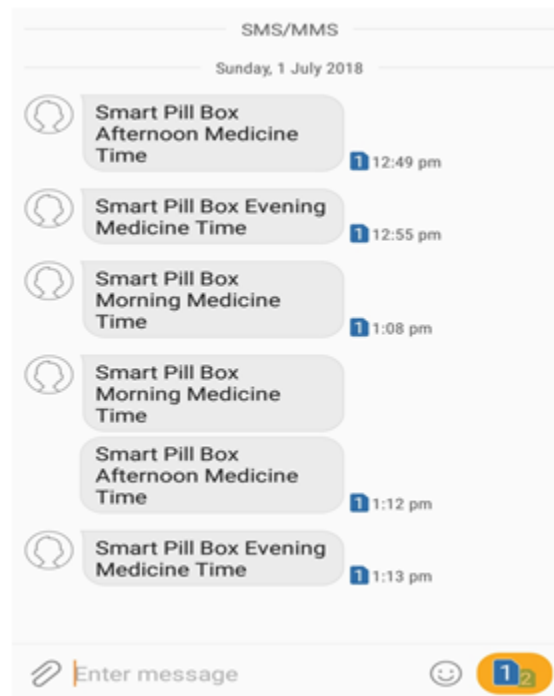 SMS/MMS
Sunday, 1 July 2018
Smart Pill Box
Afternoon Medicine
Time
1 12:49 pm
Smart Pill Box Evening
Medicine Time
1 12:55 pm
Smart Pill Box
Morning Medicine
Time
1 1:08 pm
Smart Pill Box
Morning Medicine
Time
Smart Pill Box
Afternoon Medicine
Time
1 1:12 pm
Smart Pill Box Evening
Medicine Time
1 1:13 pm
Enter message
1 2